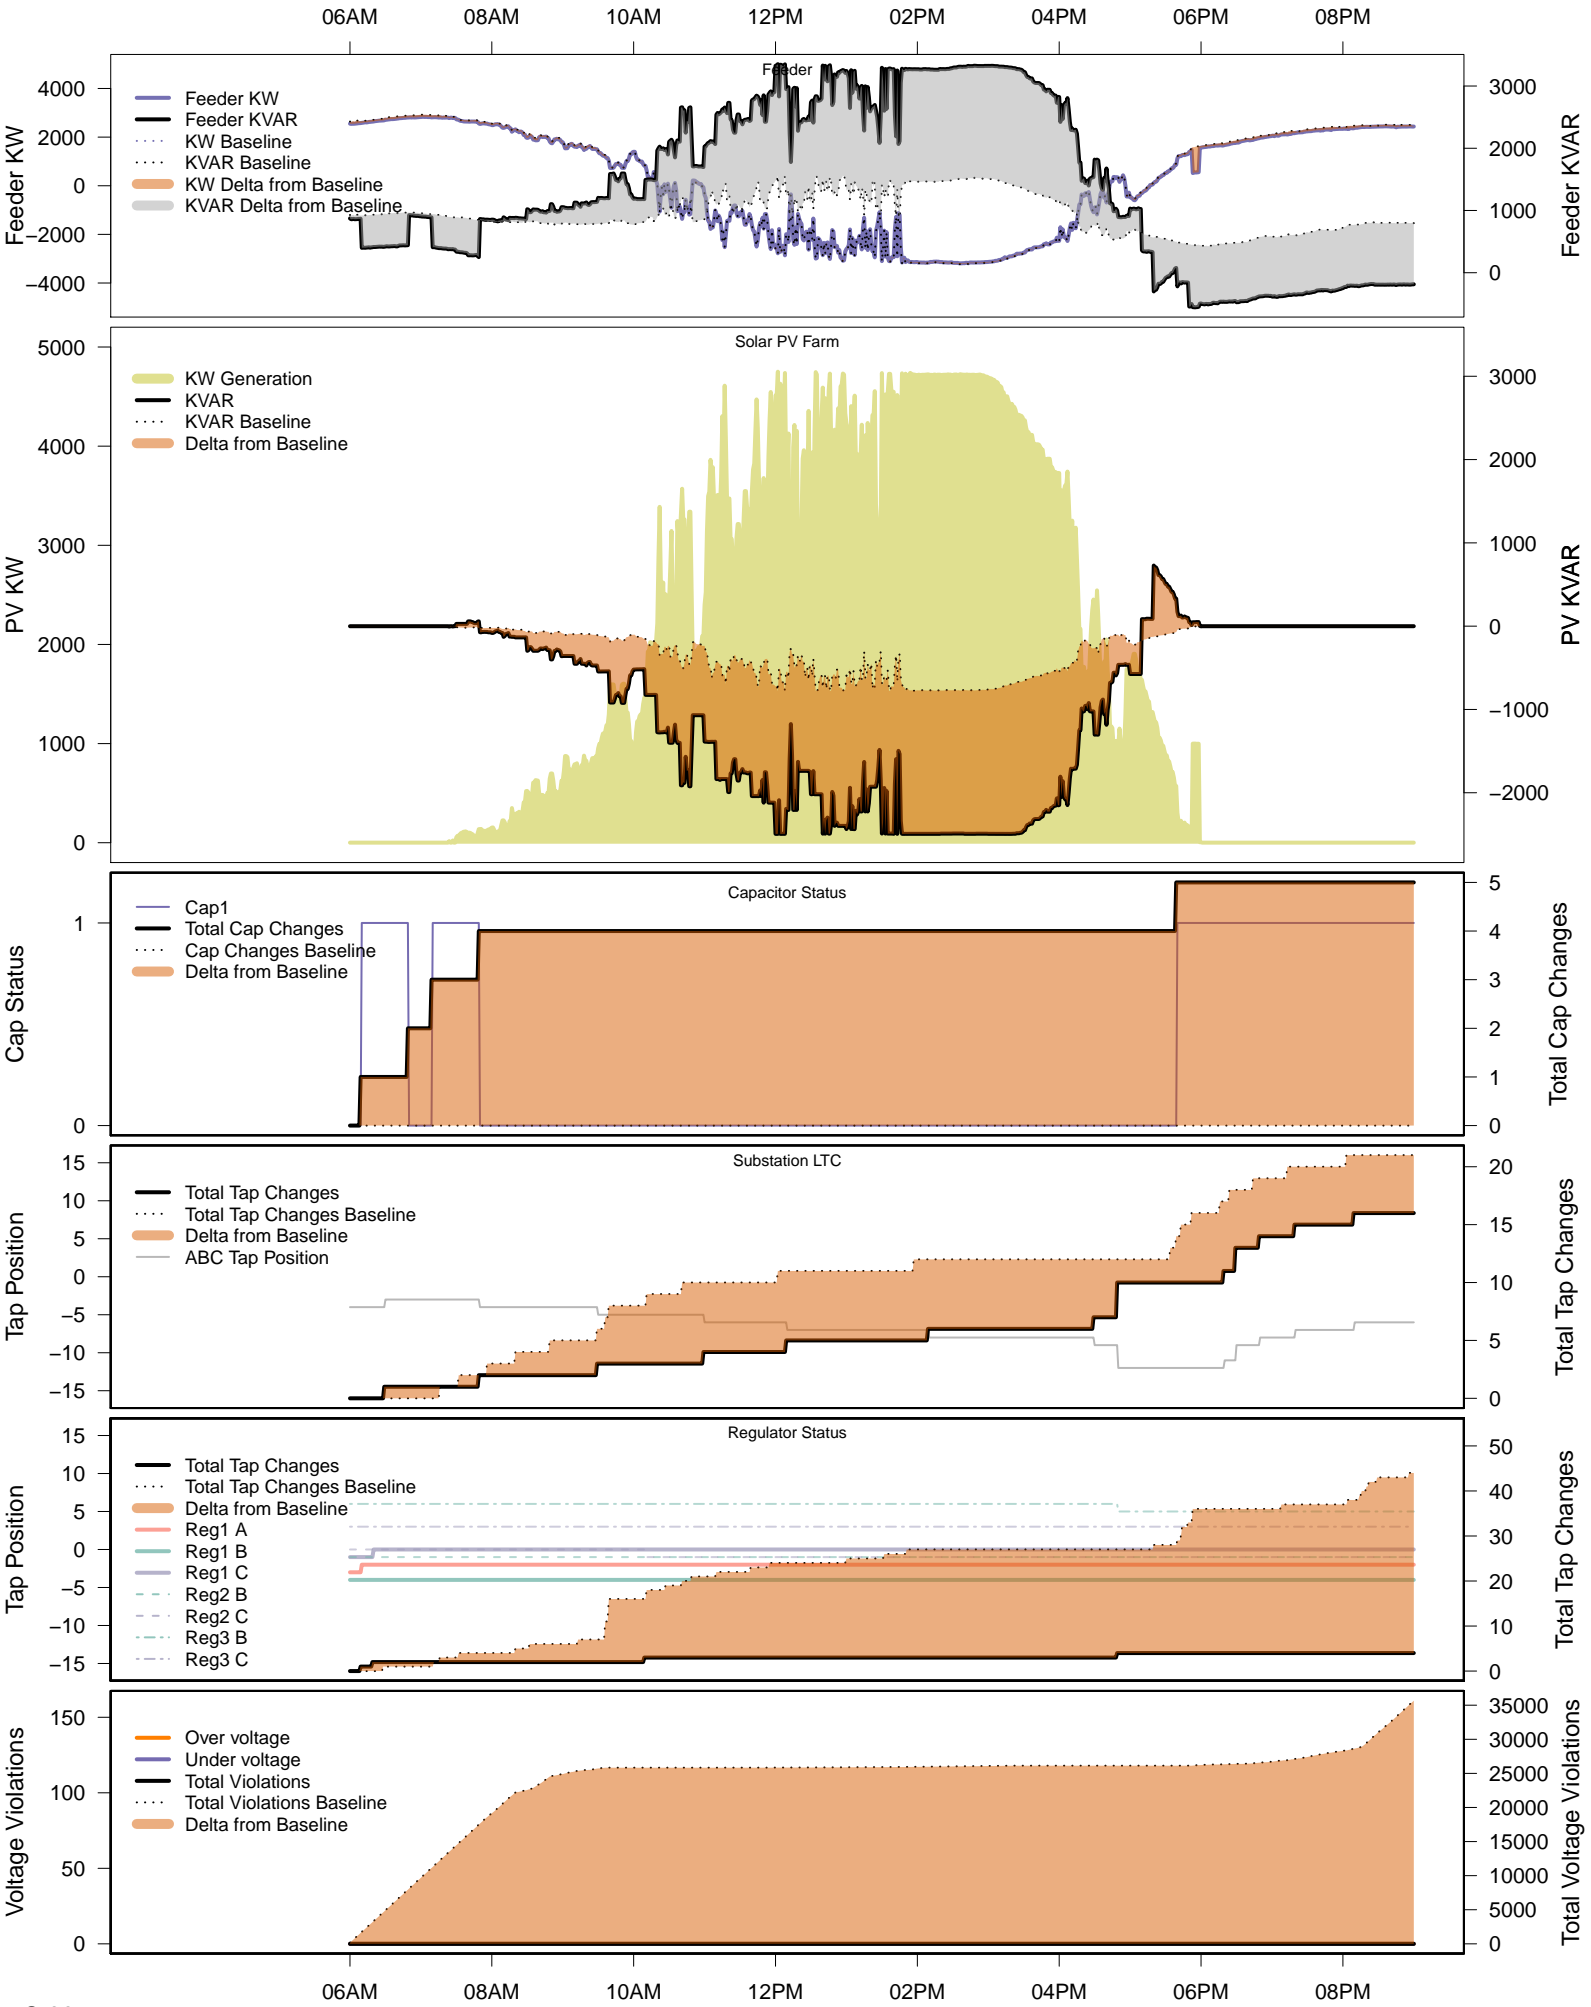 06AM 08AM 10AM 12PM 02PM 04PM 06PM 08PM
Feeder
Feeder KW
Feeder KVAR
4000
2000
0
−2000
−4000
Feeder KW
Feeder KVAR
KW Baseline
KVAR Baseline
KW Delta from Baseline
KVAR Delta from Baseline
3000
2000
1000
0
Solar PV Farm
PV KW
PV KVAR
5000
4000
3000
2000
1000
0
KW Generation
KVAR
KVAR Baseline
Delta from Baseline
3000
2000
1000
0
−1000
−2000
Capacitor Status
Cap Status
Total Cap Changes
1
0
Cap1
Total Cap Changes
Cap Changes Baseline
Delta from Baseline
5
4
3
2
1
0
Substation LTC
Tap Position
Total Tap Changes
15
10
5
0
−5
−10
−15
Total Tap Changes
Total Tap Changes Baseline
Delta from Baseline
ABC Tap Position
20
15
10
5
0
Regulator Status
Tap Position
Total Tap Changes
15
10
5
0
−5
−10
−15
Total Tap Changes
Total Tap Changes Baseline
Delta from Baseline
Reg1 A
Reg1 B
Reg1 C
Reg2 B
Reg2 C
Reg3 B
Reg3 C
50
40
30
20
10
0
Voltage Violations
Total Voltage Violations
150
100
50
0
Over voltage
Under voltage
Total Violations
Total Violations Baseline
Delta from Baseline
35000
30000
25000
20000
15000
10000
5000
0
06AM 08AM 10AM 12PM 02PM 04PM 06PM 08PM